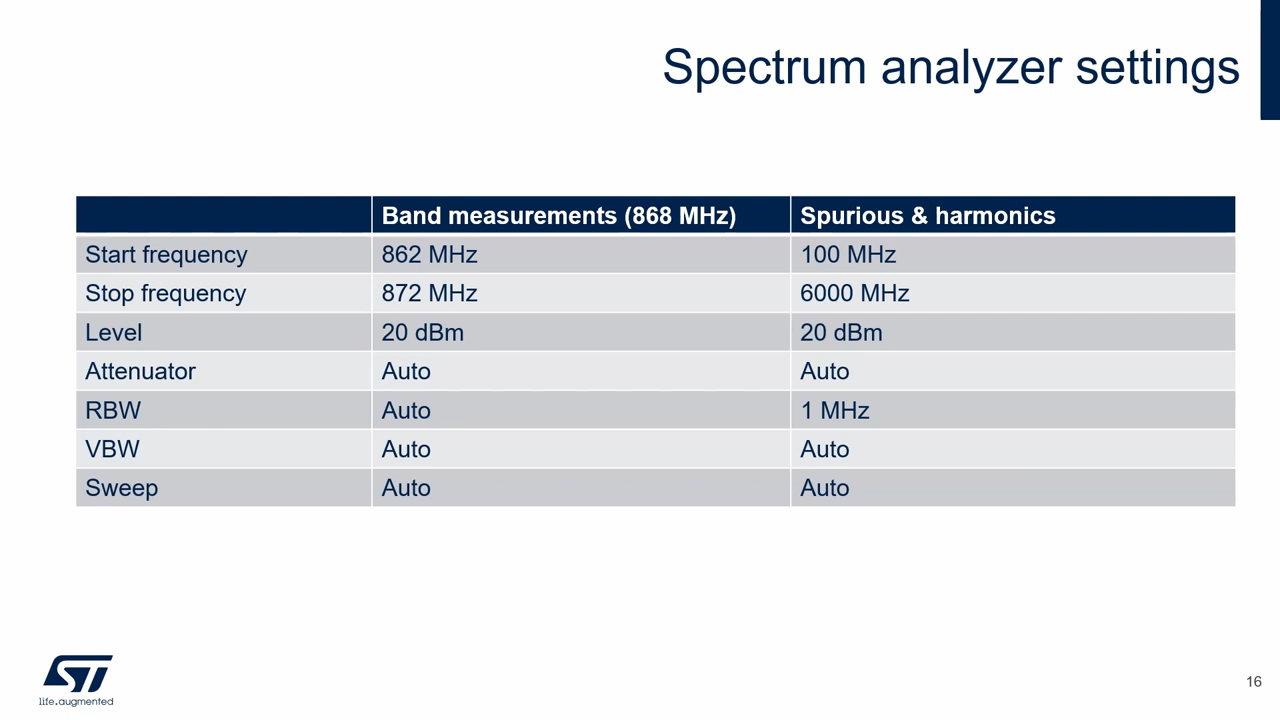 Spectrum analyzer settings
Band measurements (868 MHz) Spurious & harmonics
Start frequency 862 MHz 100 MHz
Stop frequency 872 MHz 6000 MHz
Level 20 dBm 20 dBm
Attenuator Auto Auto
RBW Auto 1 MHz
VBW Auto Auto
Sweep Auto Auto
ST
life.augmented
16